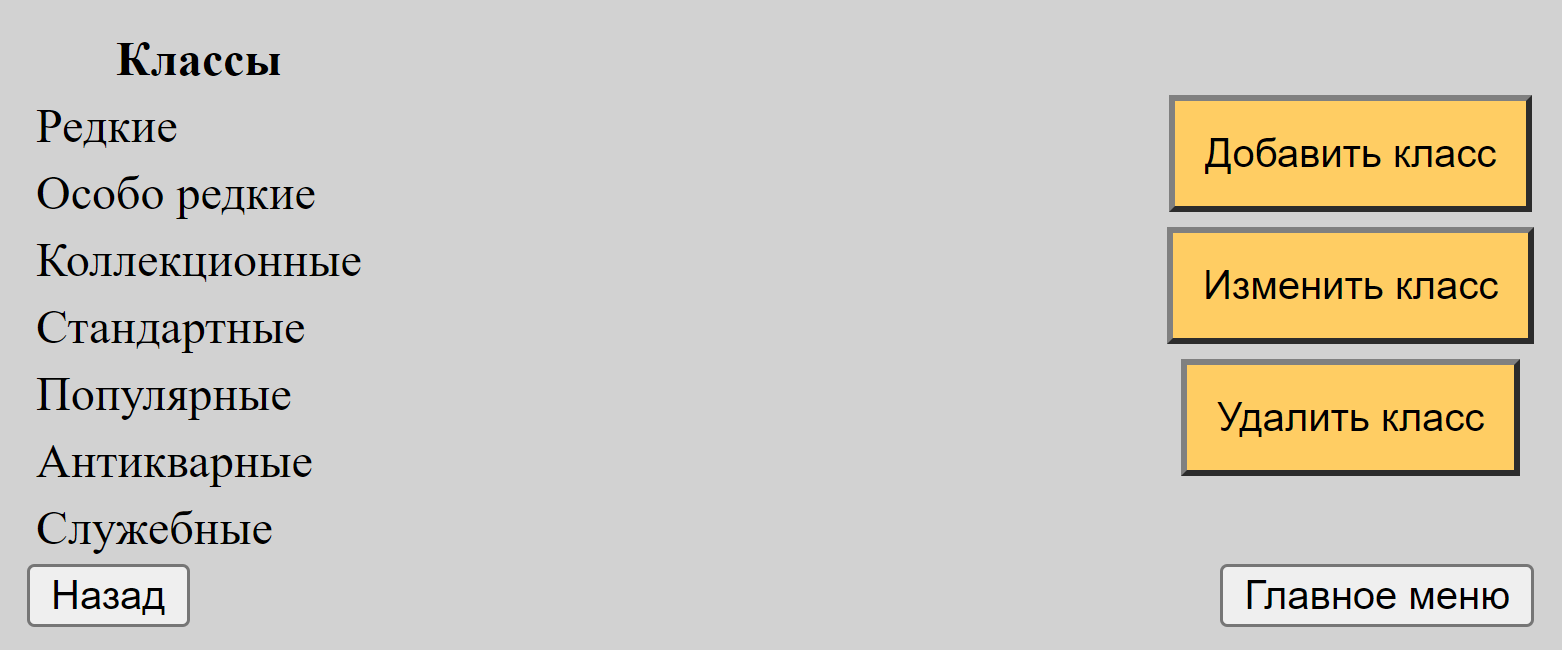 Классы
Редкие
Особо редкие
Коллекционные
Стандартные
Популярные
Антикварные
Служебные
Добавить класс
Изменить класс
Удалить класс
Назад
Главное меню